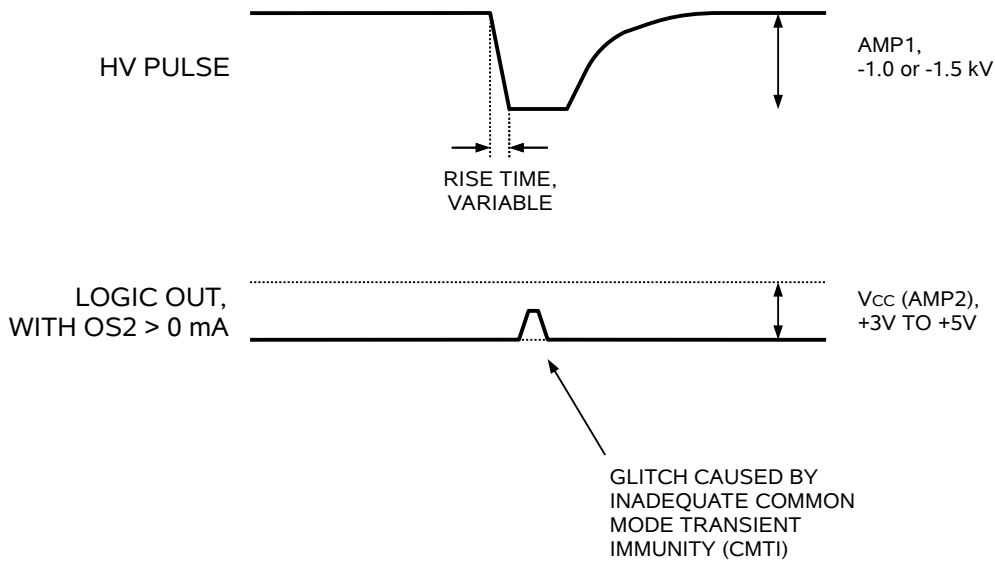 HV PULSE
AMP1,
-1.0 or -1.5 kV
RISE TIME,
VARIABLE
LOGIC OUT,
WITH OS2 > 0 mA
VCC (AMP2),
+3V TO +5V
GLITCH CAUSED BY
INADEQUATE COMMON
MODE TRANSIENT
IMMUNITY (CMTI)